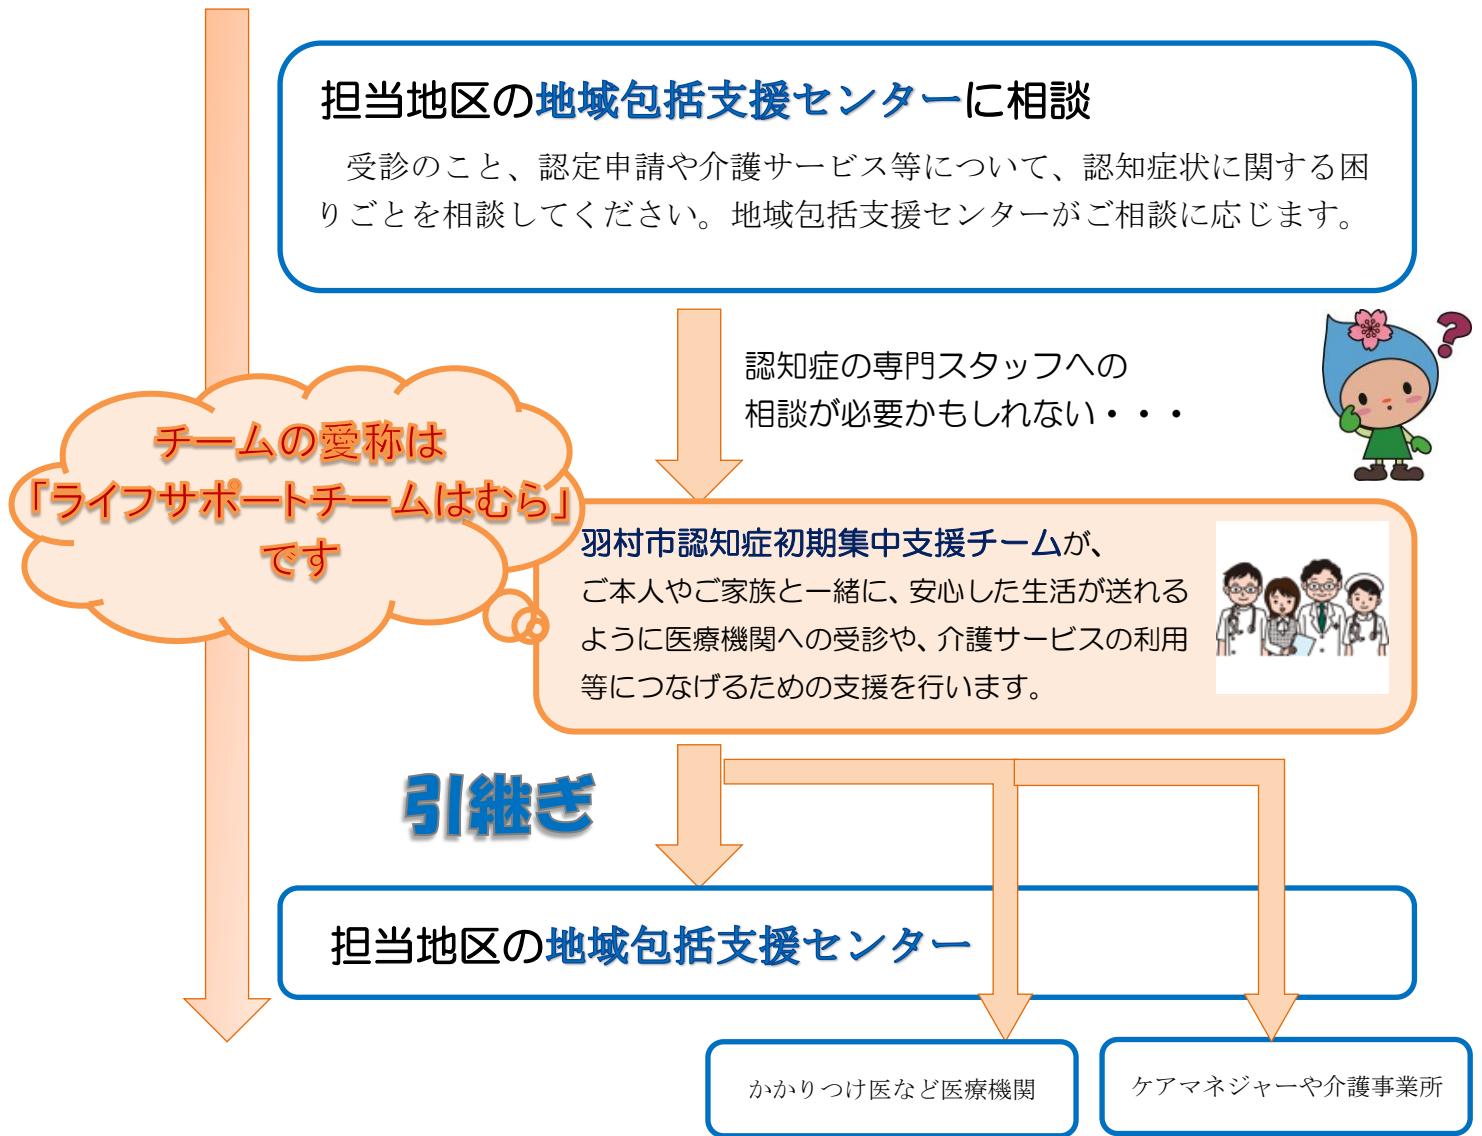 担当地区の地域包括支援センターに相談
受診のこと、認定申請や介護サービス等について、認知症状に関する困
りごとを相談してください。地域包括支援センターがご相談に応じます。
認知症の専門スタッフへの
相談が必要かもしれない・・・
?
チームの愛称は
「ライフサポートチームはむら」
です
羽村市認知症初期集中支援チームが、
ご本人やご家族と一緒に、安心した生活が送れる
ように医療機関への受診や、介護サービスの利用
等につなげるための支援を行います。
引継ぎ
担当地区の地域包括支援センター
かかりつけ医など医療機関
ケアマネジャーや介護事業所